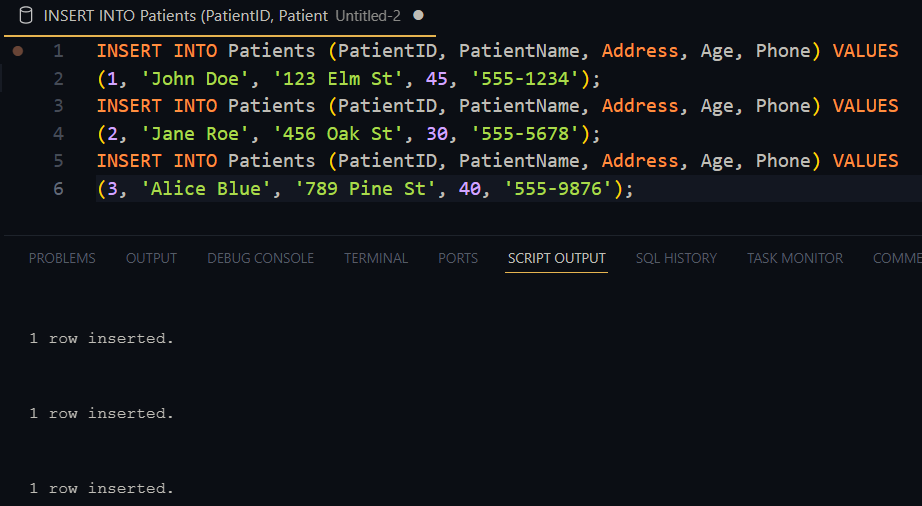 INSERT INTO Patients (PatientID, Patient Untitled-2
1 INSERT INTO Patients (PatientID, PatientName, Address, Age, Phone) VALUES
2 (1, 'John Doe', '123 Elm St', 45, '555-1234');
3 INSERT INTO Patients (PatientID, PatientName, Address, Age, Phone) VALUES
4 (2, 'Jane Roe', '456 Oak St', 30, '555-5678');
5 INSERT INTO Patients (PatientID, PatientName, Address, Age, Phone) VALUES
6 (3, 'Alice Blue', '789 Pine St', 40, '555-9876');
PROBLEMS OUTPUT DEBUG CONSOLE TERMINAL PORTS SCRIPT OUTPUT SQL HISTORY TASK MONITOR COMME
1 row inserted.
1 row inserted.
1 row inserted.